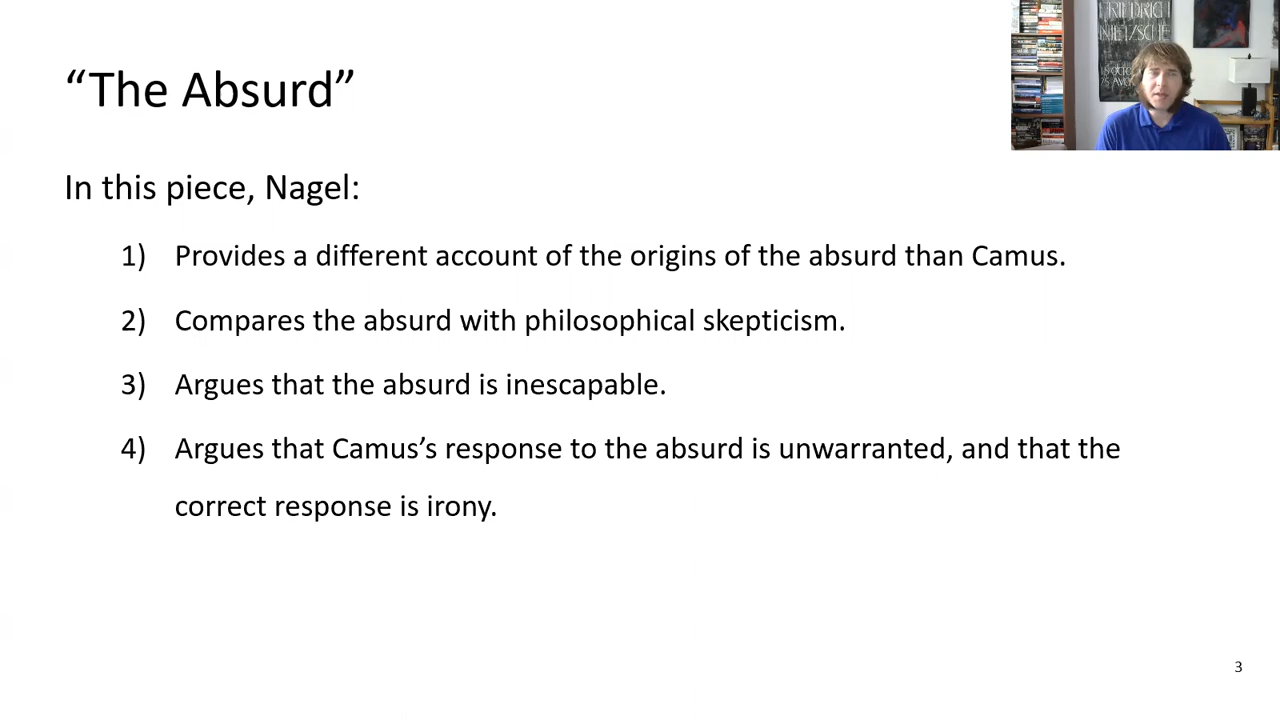 “The Absurd”
FRIEDRICH
NIETZSCHE
In this piece, Nagel:
1) Provides a different account of the origins of the absurd than Camus.
2) Compares the absurd with philosophical skepticism.
3) Argues that the absurd is inescapable.
4) Argues that Camus’s response to the absurd is unwarranted, and that the
correct response is irony.
3